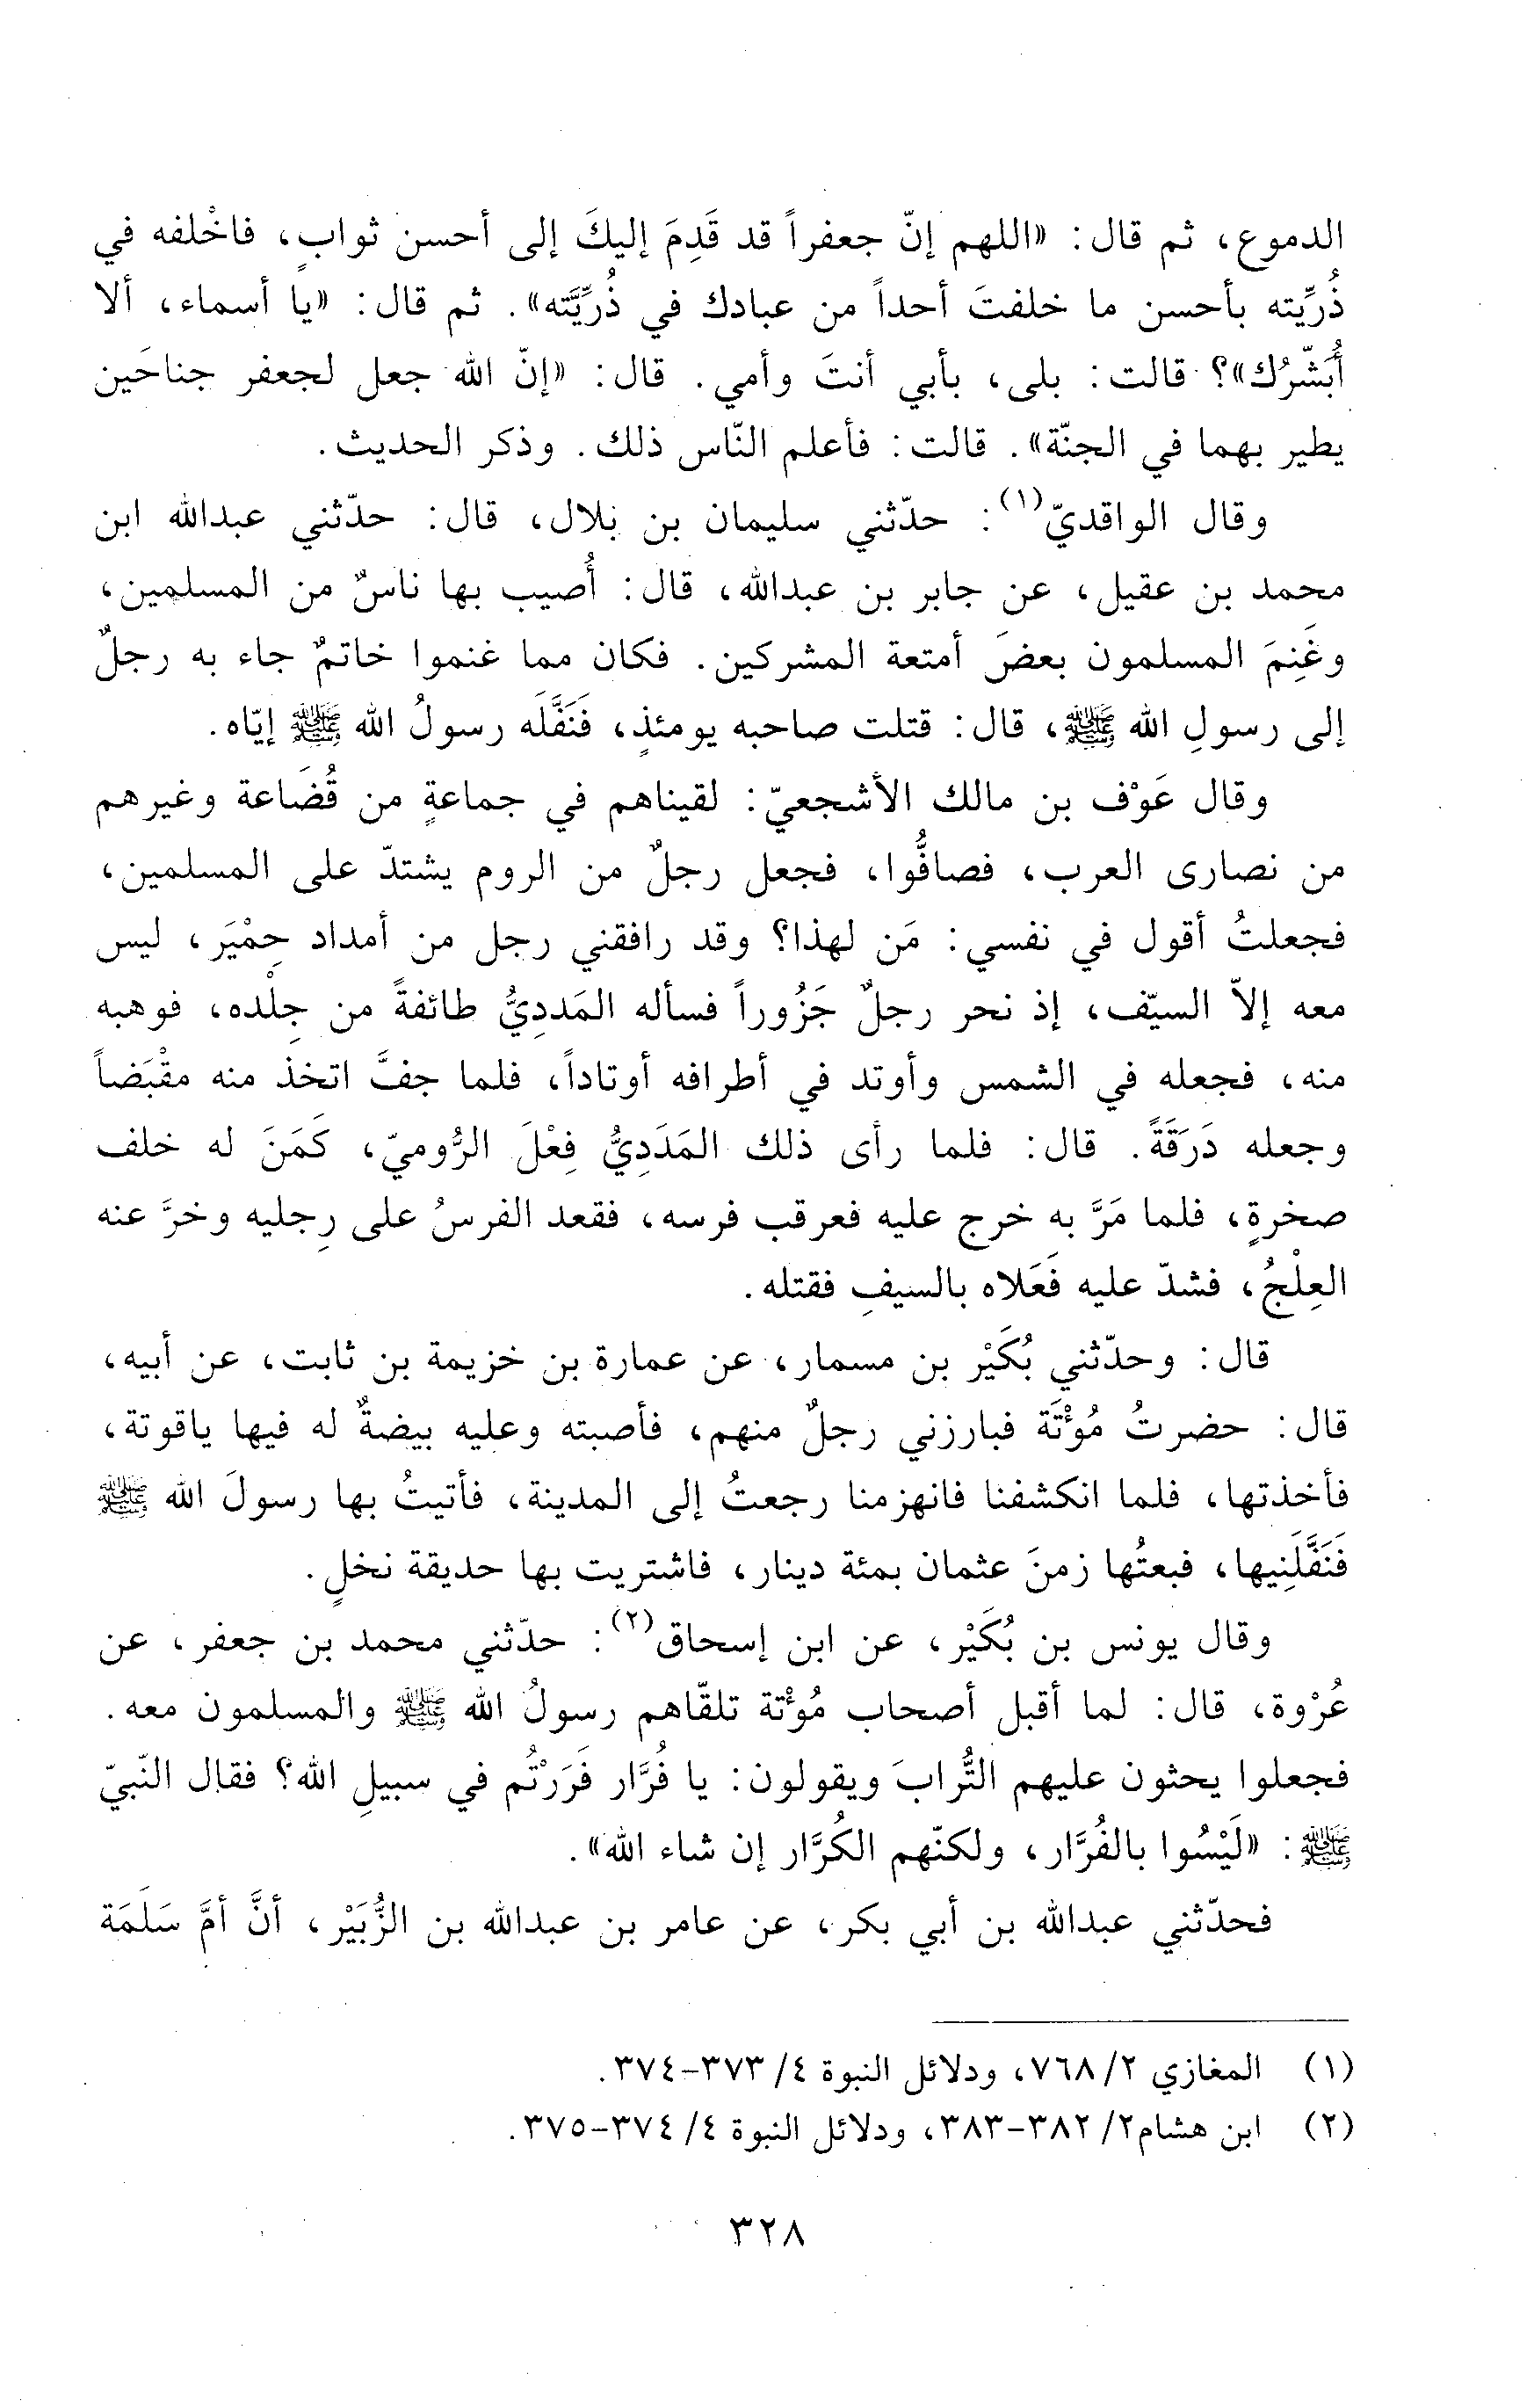 الدموع، ثم قال: «اللهم إنّ جعفراً قد قَدِمَ إليكَ إلى أحسن ثوابٍ، فاخْلفه في
ذُرِّيته بأحسن ما خلفتَ أحداً من عبادك في ذُرِّيَّته». ثم قال: «يا أسماء، ألا
أُبَشّرُك»؟ قالت: بلى، بأبي أنتَ وأمي. قال: «إنّ الله جعل لجعفر جناحَين
يطير بهما في الجنّة». قالت: فأعلم النّاس ذلك. وذكر الحديث.
وقال الواقديّ(١): حدّثني سليمان بن بلال، قال: حدّثني عبدالله ابن
محمد بن عقيل، عن جابر بن عبدالله، قال: أُصيب بها ناسٌ من المسلمين،
وغَنِمَ المسلمون بعضَ أمتعة المشركين. فكان مما غنموا خاتمٌ جاء به رجلٌ
إلى رسولِ الله ﷺ، قال: قتلت صاحبه يومئذٍ، فَنَفَّلَه رسولُ الله ﷺ إيّاه.
وقال عَوْف بن مالك الأشجعيّ: لقيناهم في جماعةٍ من قُضَاعة وغيرهم
من نصارى العرب، فصافُّوا، فجعل رجلٌ من الروم يشتدّ على المسلمين،
فجعلتُ أقول في نفسي: مَن لهذا؟ وقد رافقني رجل من أمداد حِمْيَر، ليس
معه إلاّ السيّف، إذ نحر رجلٌ جَزُوراً فسأله المَددِيُّ طائفةً من جِلْده، فوهبه
منه، فجعله في الشمس وأوتد في أطرافه أوتاداً، فلما جفَّ اتخذ منه مقْبَضاً
وجعله دَرَقَةً. قال: فلما رأى ذلك المَدَدِيُّ فِعْلَ الرُّوميّ، كَمَنَ له خلف
صخرةٍ، فلما مَرَّ به خرج عليه فعرقب فرسه، فقعد الفرسُ على رِجليه وخرَّ عنه
العِلْجُ، فشدّ عليه فَعَلاه بالسيفِ فقتله.
قال: وحدّثني بُكَيْر بن مسمار، عن عمارة بن خزيمة بن ثابت، عن أبيه،
قال: حضرتُ مُؤْتَة فبارزني رجلٌ منهم، فأصبته وعليه بيضةٌ له فيها ياقوتة،
فأخذتها، فلما انكشفنا فانهزمنا رجعتُ إلى المدينة، فأتيتُ بها رسولَ الله ﷺ
فَنَفَّلَنِيها، فبعتُها زمنَ عثمان بمئة دينار، فاشتريت بها حديقة نخلٍ.
وقال يونس بن بُكَيْر، عن ابن إسحاق(٢): حدّثني محمد بن جعفر، عن
عُرْوة، قال: لما أقبل أصحاب مُؤْتة تلقّاهم رسولُ الله ﷺ والمسلمون معه.
فجعلوا يحثون عليهم التُّرابَ ويقولون: يا فُرَّار فَرَرْتُم في سبيلِ الله؟ فقال النّبيّ
ﷺ: «لَيْسُوا بالفُرَّار، ولكنّهم الكُرَّار إن شاء الله».
فحدّثني عبدالله بن أبي بكر، عن عامر بن عبدالله بن الزُّبَيْر، أنَّ أمَّ سَلَمَة
(١) المغازي ٢/ ٧٦٨، ودلائل النبوة ٤/ ٣٧٣-٣٧٤.
(٢) ابن هشام٢/ ٣٨٢-٣٨٣، ودلائل النبوة ٤/ ٣٧٤-٣٧٥.
٣٢٨